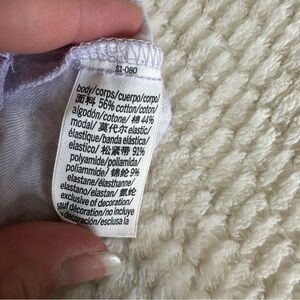 S1-080
body/corps/cuerpo/corpo/
面料 56% cotton/coton/
algodón/cotone/ 棉 44%
modal/ 莫代尔 elastic/
élastique/banda elástica/
elastico/ 松紧带 91%
polyamide/poliamida/
poliammide/ 锦纶 9%
elastane/élasthanne/
elastano/elastan/ 氨纶
exclusive of decoration/
sauf décoration/no incluye
decoración/esclusa la